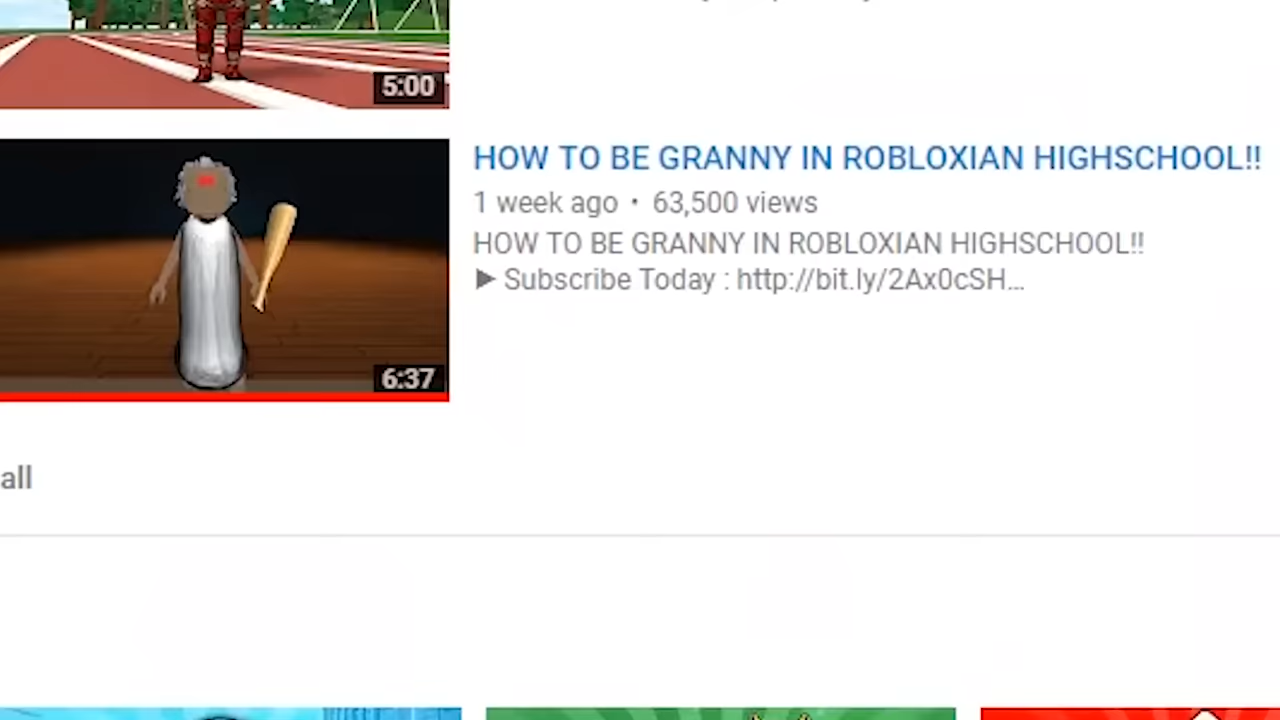 5:00
HOW TO BE GRANNY IN ROBLOXIAN HIGHSCHOOL!!
1 week ago • 63,500 views
HOW TO BE GRANNY IN ROBLOXIAN HIGHSCHOOL!!
▶ Subscribe Today : http://bit.ly/2Ax0cSH...
6:37
all